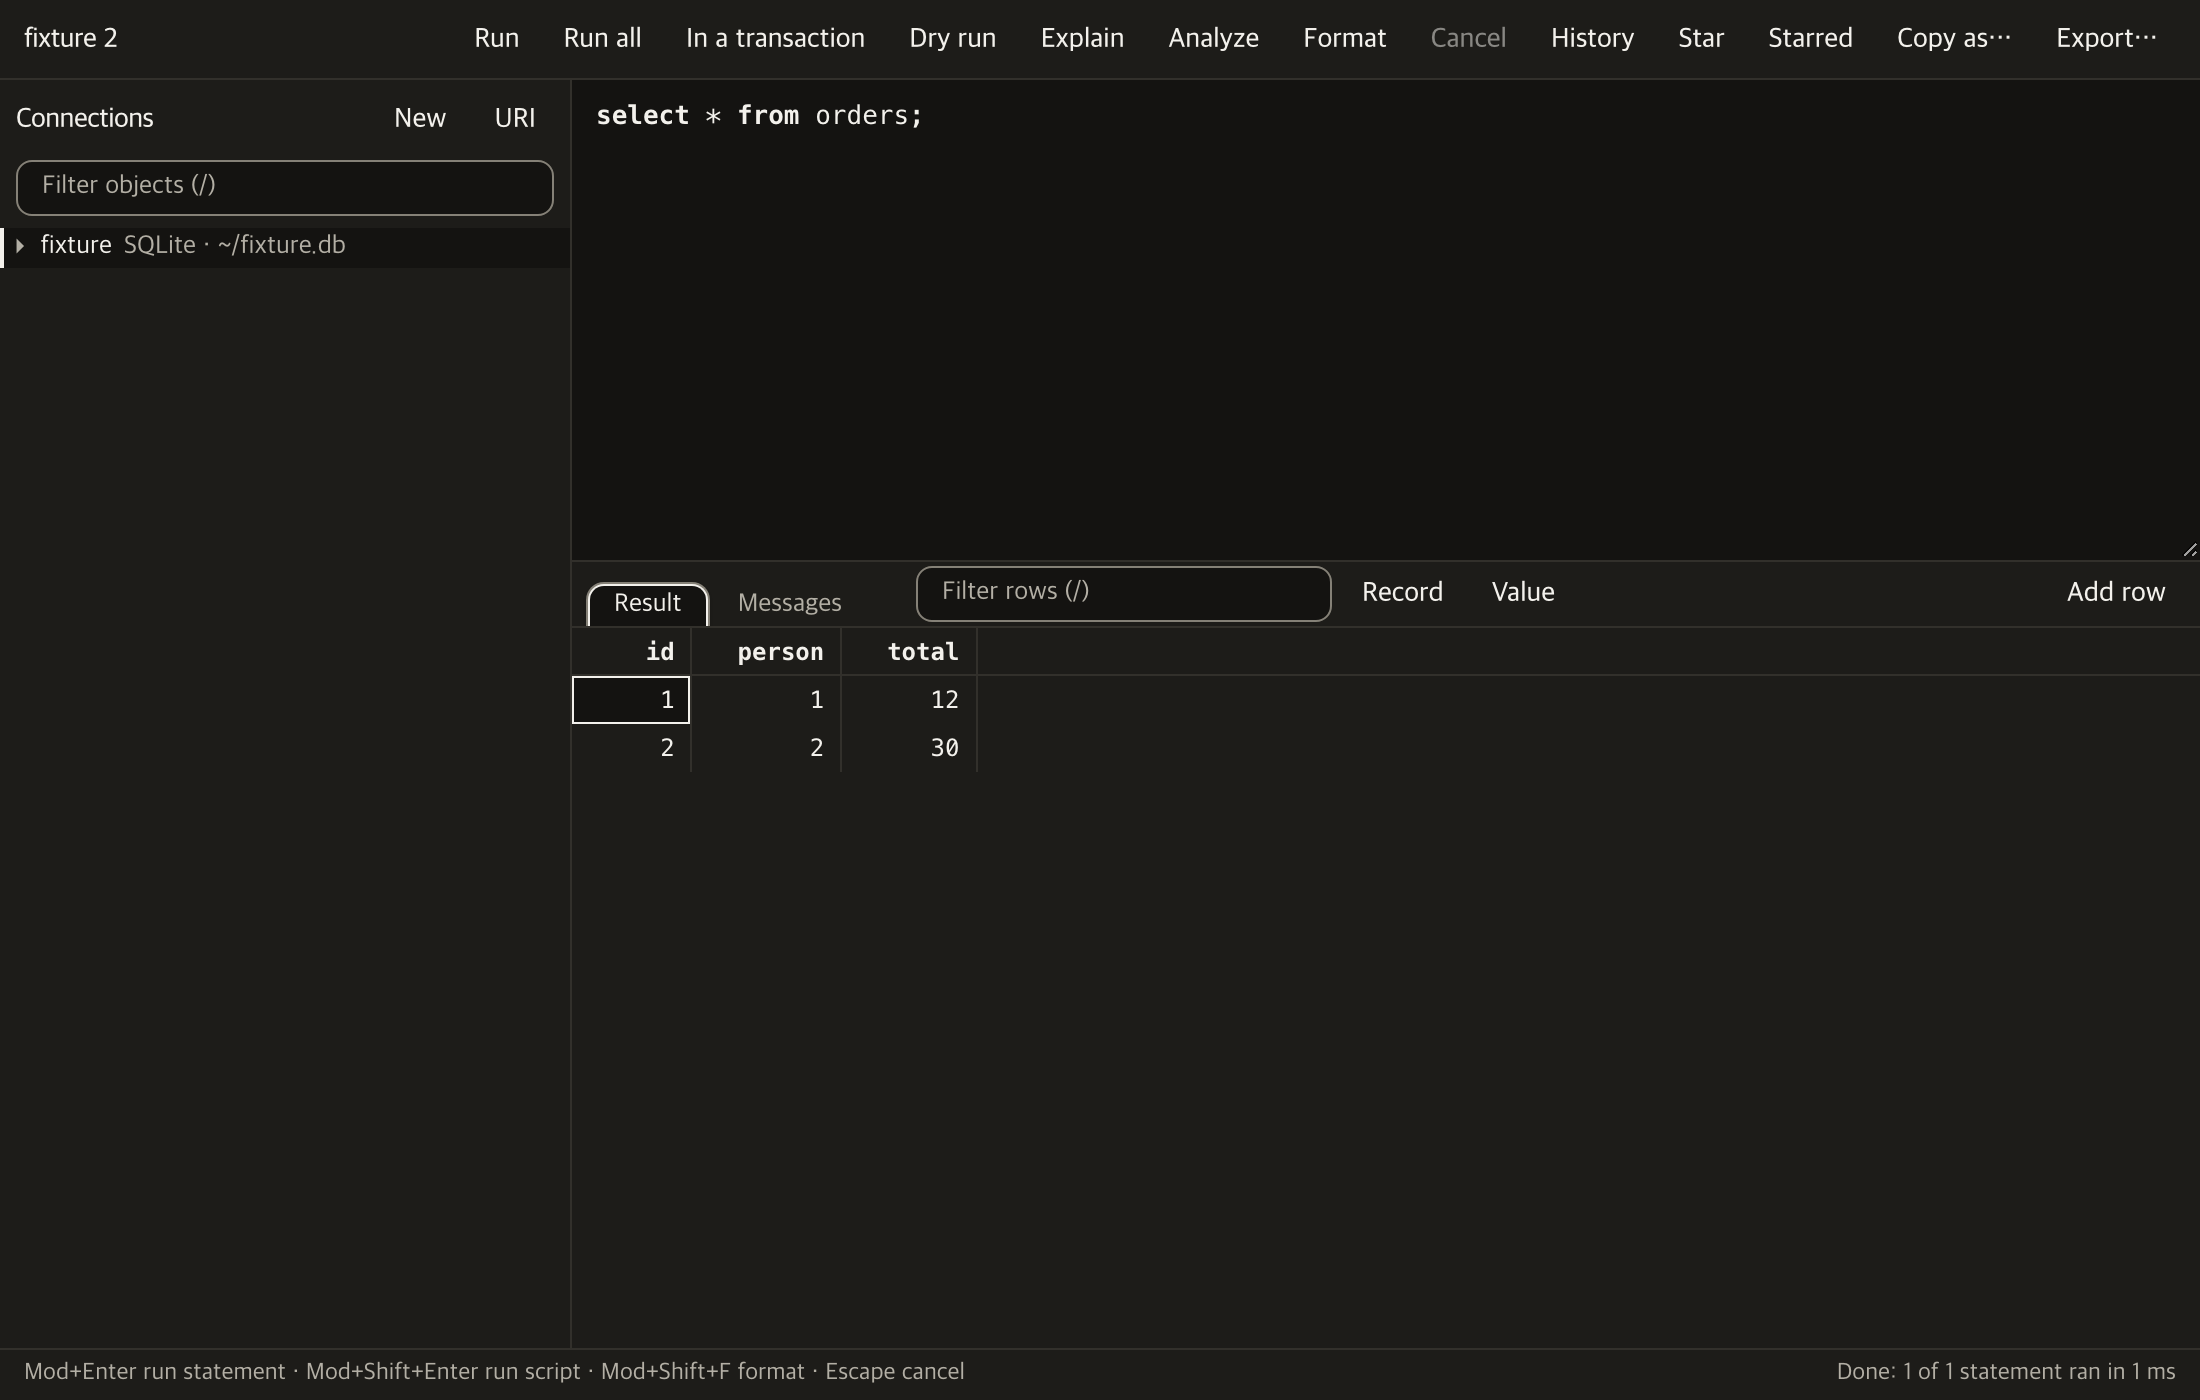 fixture 2 Run Run all In a transaction Dry run Explain Analyze Format Cancel History Star Starred Copy as⋯ Export⋯
Connections New URI
Filter objects (/)
fixture SQLite · ~/fixture.db
select * from orders;
Result Messages Filter rows (/) Record Value Add row
id person total
1 1 12
2 2 30
Mod+Enter run statement · Mod+Shift+Enter run script · Mod+Shift+F format · Escape cancel Done: 1 of 1 statement ran in 1 ms